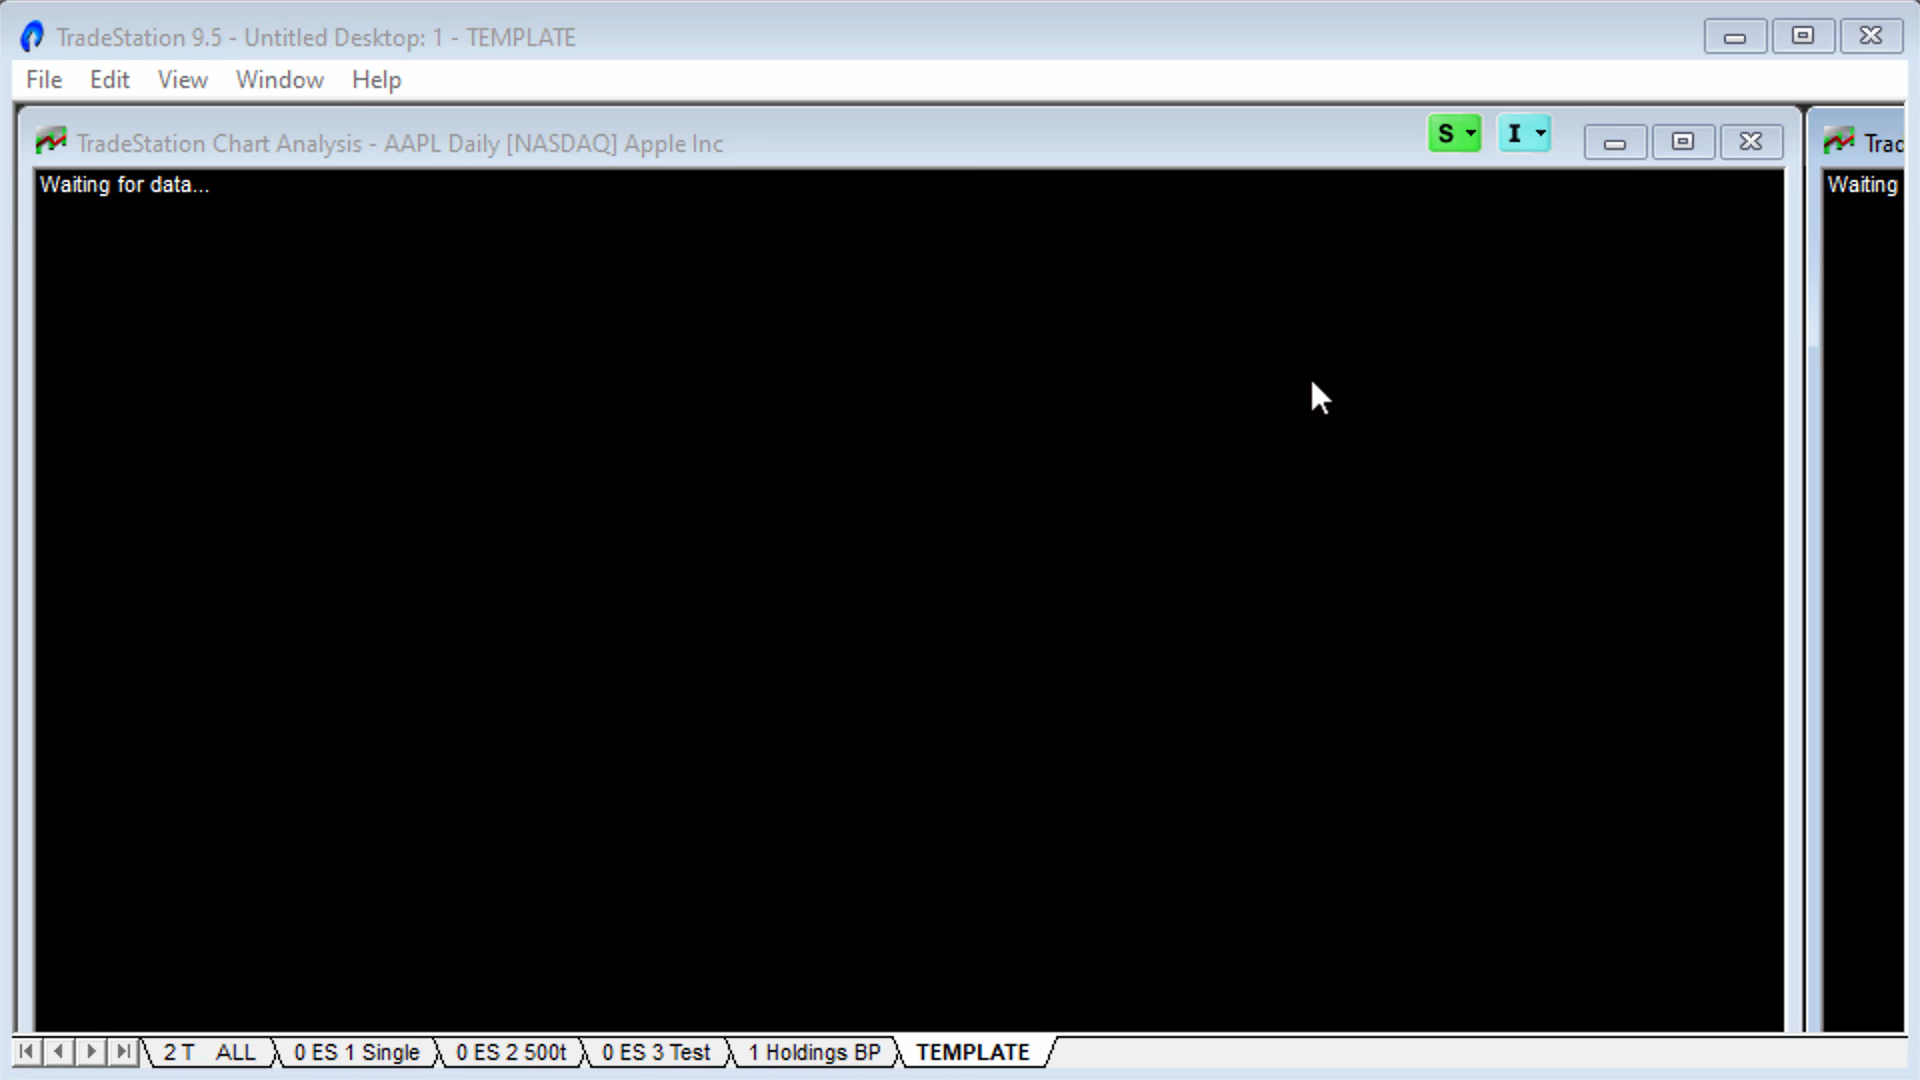 TradeStation 9.5 - Untitled Desktop: 1 - TEMPLATE
File Edit View Window Help
TradeStation Chart Analysis - AAPL Daily [NASDAQ] Apple Inc
S I
Trad
Waiting for data...
Waiting
2 T ALL 0 ES 1 Single 0 ES 2 500t 0 ES 3 Test 1 Holdings BP TEMPLATE